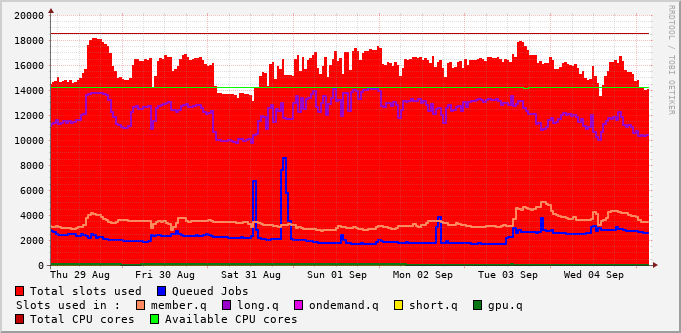 20000
18000
16000
14000
12000
10000
8000
6000
4000
2000
0
Thu 29 Aug Fri 30 Aug Sat 31 Aug Sun 01 Sep Mon 02 Sep Tue 03 Sep Wed 04 Sep
Total slots used Queued Jobs
Slots used in : member.q long.q ondemand.q short.q gpu.q
Total CPU cores Available CPU cores
RRDTOOL / TOBI OETIKER